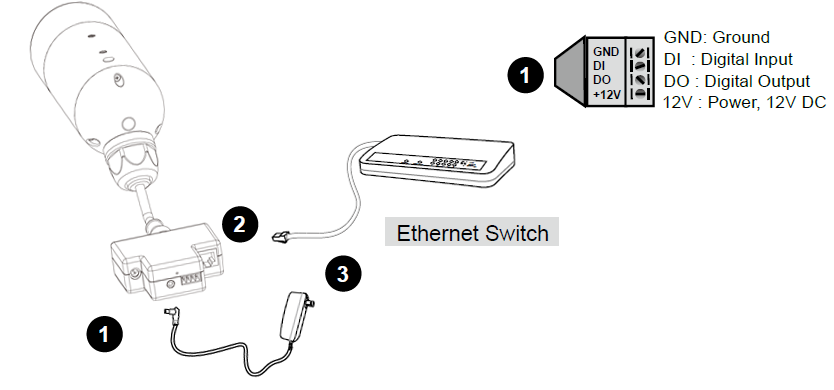 1
GND
DI
DO
+12V
GND: Ground
DI : Digital Input
DO : Digital Output
12V : Power, 12V DC
2
Ethernet Switch
3
1